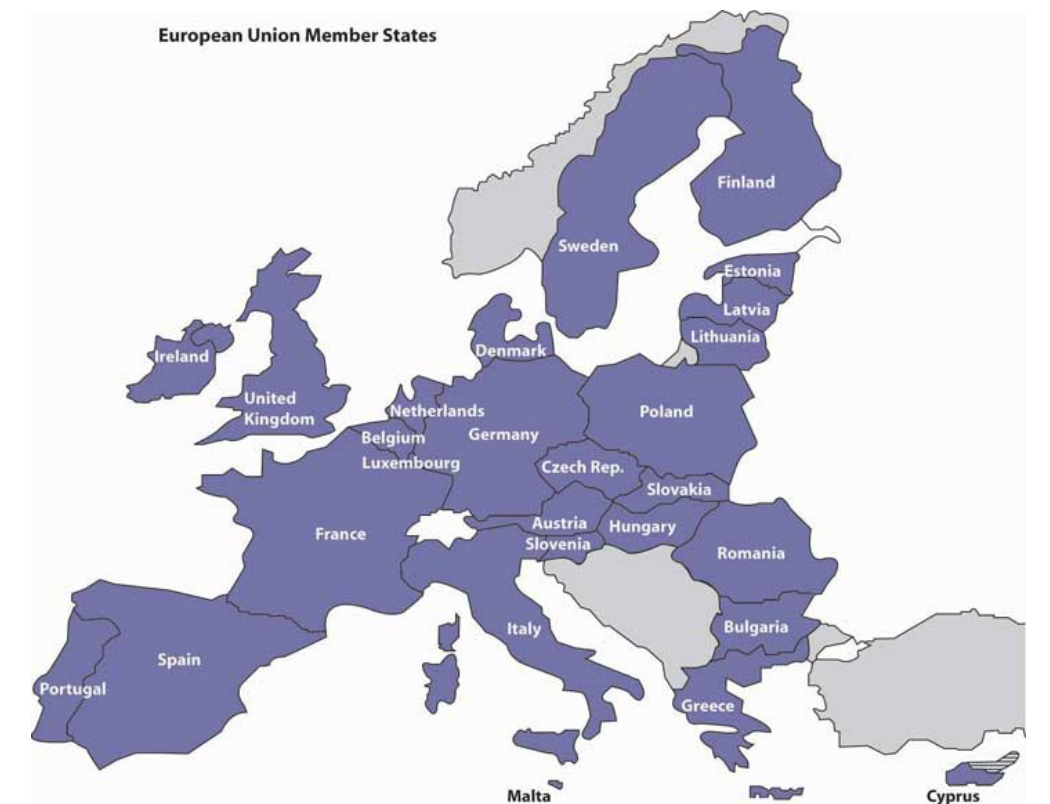 European Union Member States
Finland
Sweden
Estonia
Latvia
Lithuania
Ireland
Denmark
United
Kingdom
Netherlands
Poland
Belgium
Germany
Luxembourg
Czech Rep.
Slovakia
France
Austria
Hungary
Slovenia
Romania
Italy
Bulgaria
Spain
Portugal
Greece
Malta
Cyprus